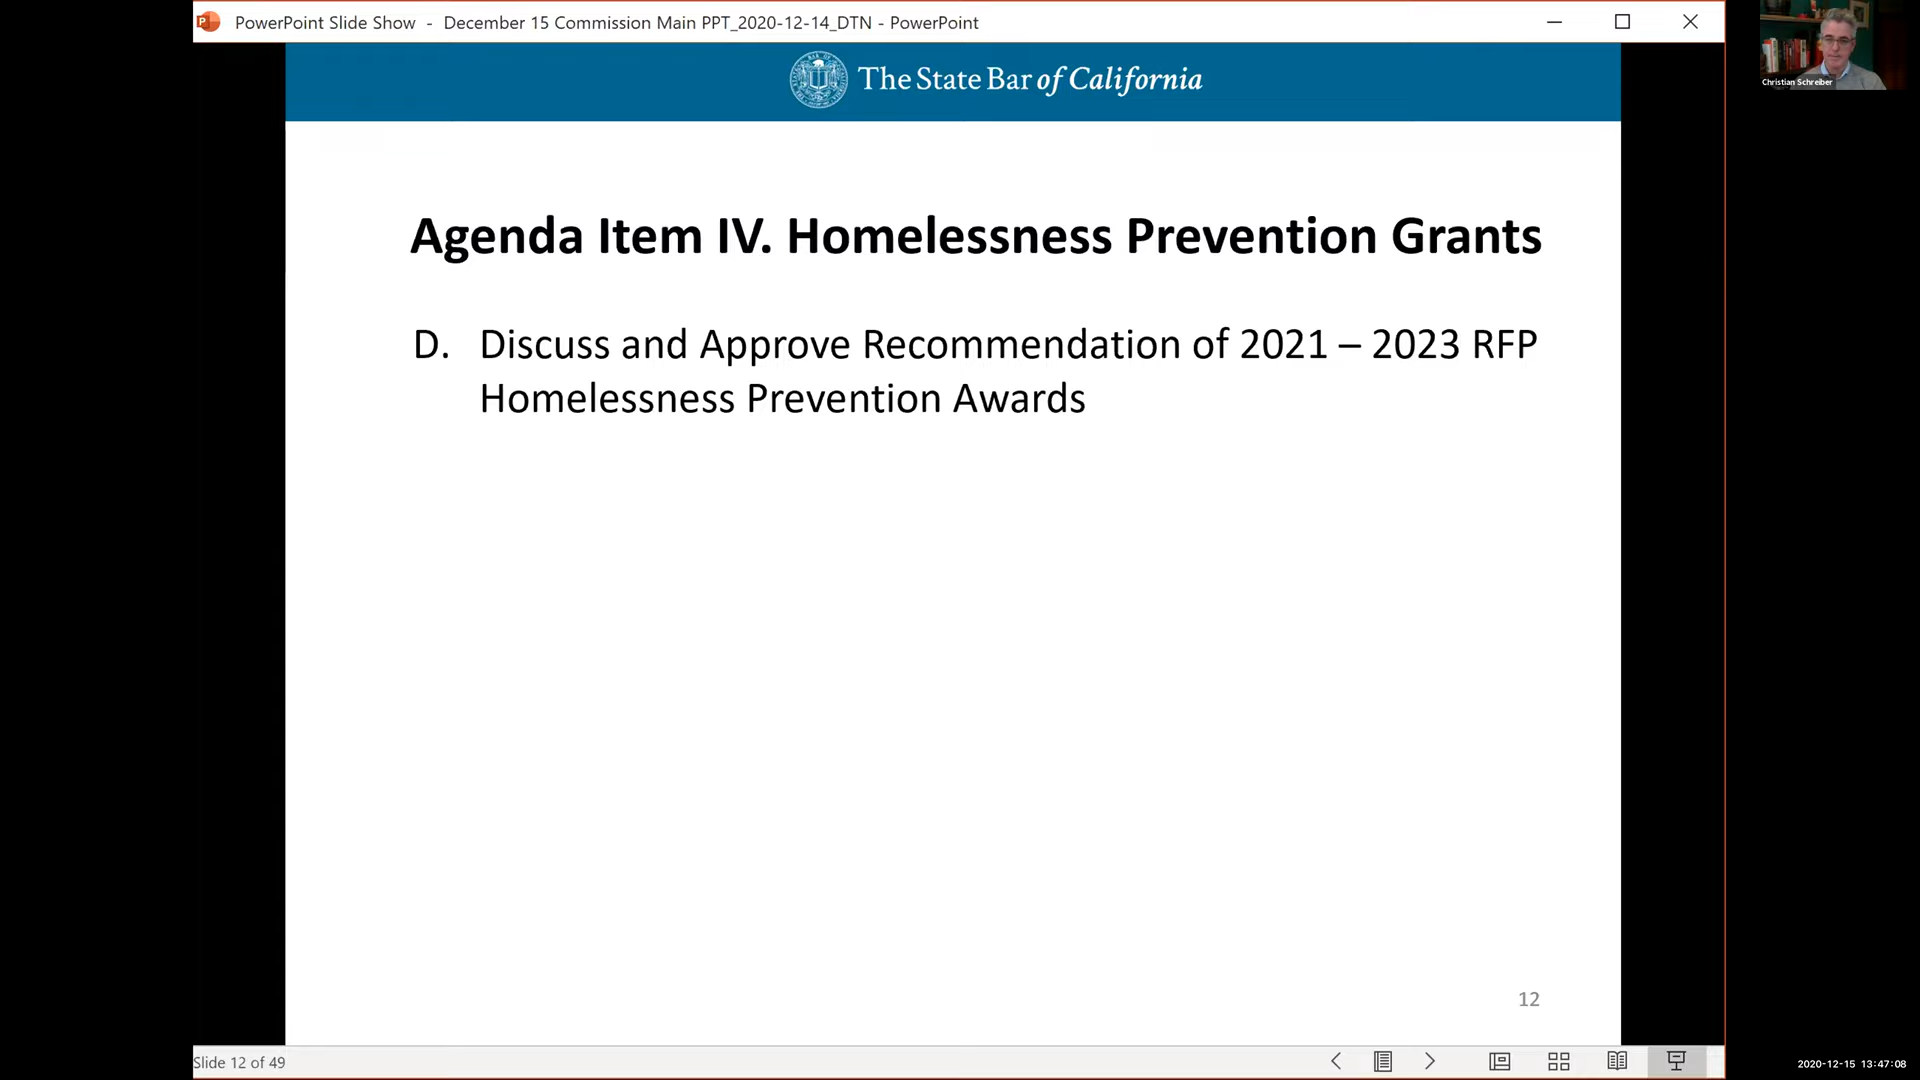 PowerPoint Slide Show - December 15 Commission Main PPT_2020-12-14_DTN - PowerPoint
Christian Schreiber
The State Bar of California
Agenda Item IV. Homelessness Prevention Grants
D. Discuss and Approve Recommendation of 2021 – 2023 RFP
Homelessness Prevention Awards
12
Slide 12 of 49
2020-12-15 13:47:08